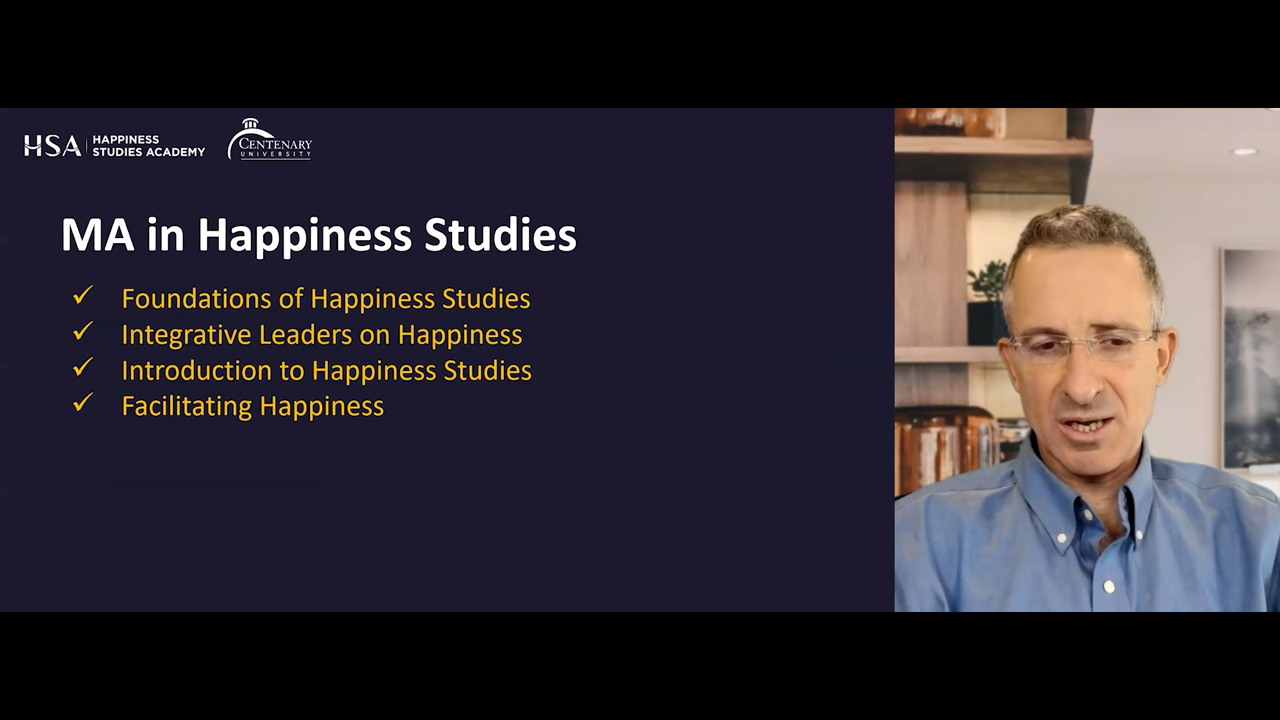 HSA
HAPPINESS
STUDIES ACADEMY
CENTENARY
UNIVERSITY
MA in Happiness Studies
✓ Foundations of Happiness Studies
✓ Integrative Leaders on Happiness
✓ Introduction to Happiness Studies
✓ Facilitating Happiness